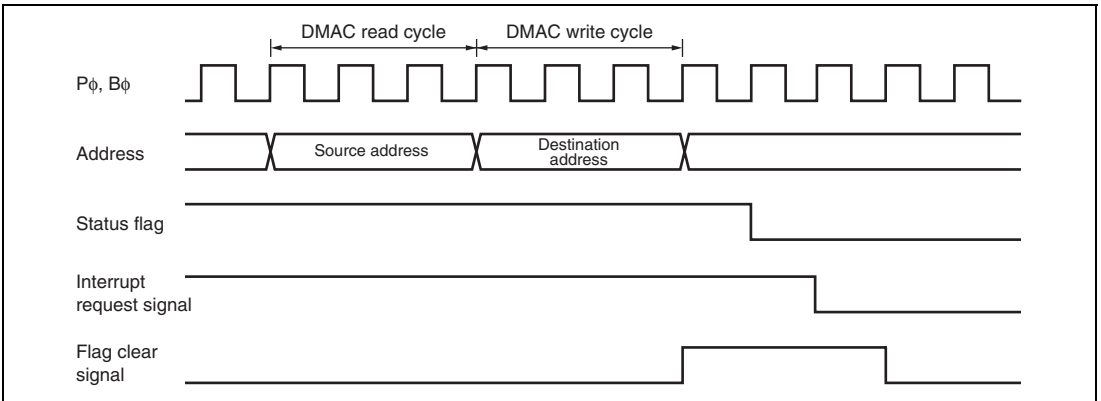 DMAC read cycle DMAC write cycle
Pϕ, Bϕ
Address
Source address
Destination
address
Status flag
Interrupt
request signal
Flag clear
signal